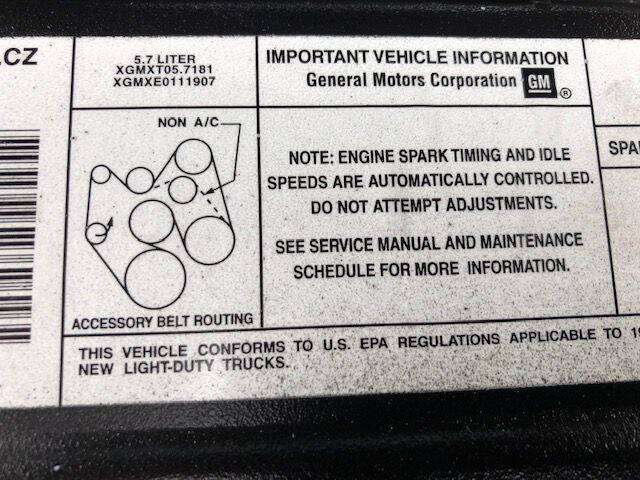 .CZ
5.7 LITER
XGMXT05.7181
XGMXE0111907
IMPORTANT VEHICLE INFORMATION
General Motors Corporation GM ®
NON A/C
ACCESSORY BELT ROUTING
NOTE: ENGINE SPARK TIMING AND IDLE
SPEEDS ARE AUTOMATICALLY CONTROLLED.
DO NOT ATTEMPT ADJUSTMENTS.
SEE SERVICE MANUAL AND MAINTENANCE
SCHEDULE FOR MORE INFORMATION.
SPA
THIS VEHICLE CONFORMS TO U.S. EPA REGULATIONS APPLICABLE TO 19
NEW LIGHT-DUTY TRUCKS.